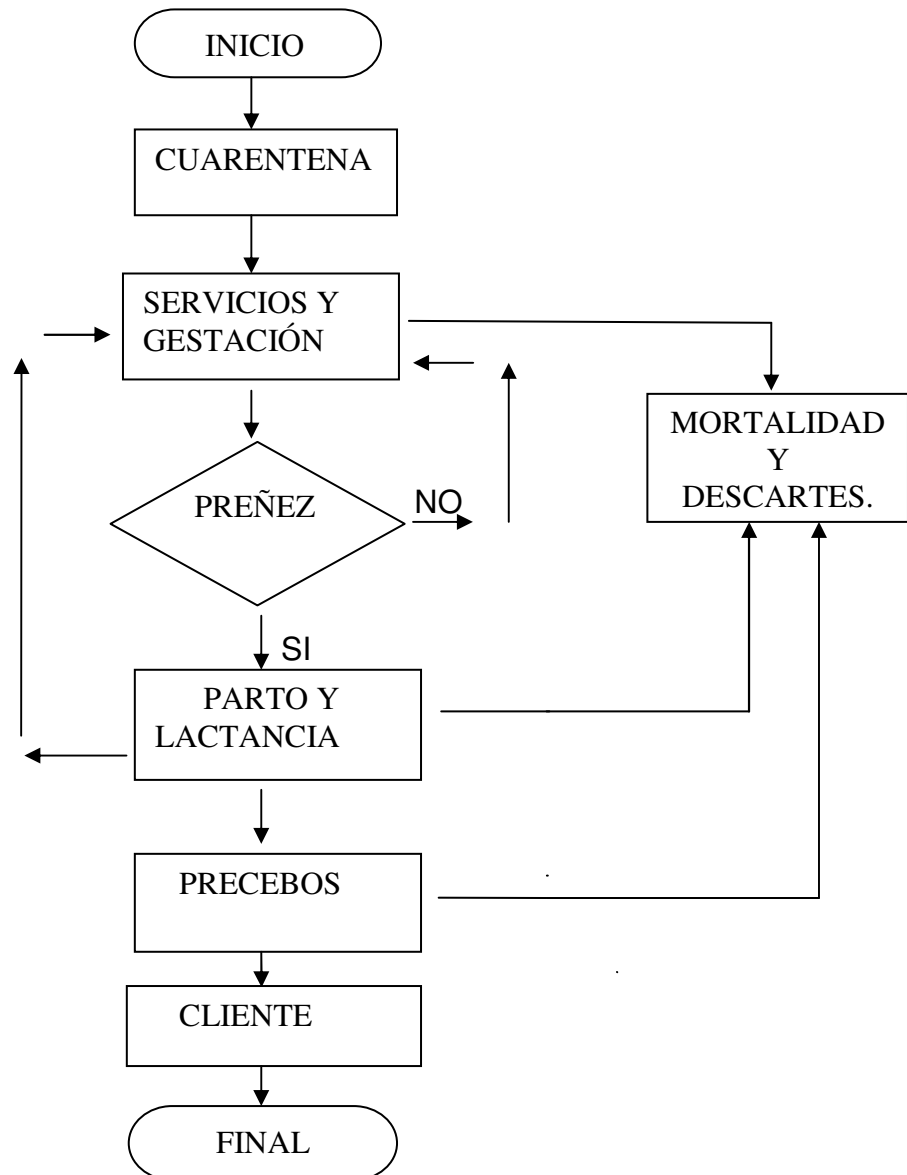 INICIO
CUARENTENA
SERVICIOS Y
GESTACIÓN
MORTALIDAD
Y
DESCARTES.
PREÑEZ
NO
SI
PARTO Y
LACTANCIA
PRECEBOS
CLIENTE
FINAL